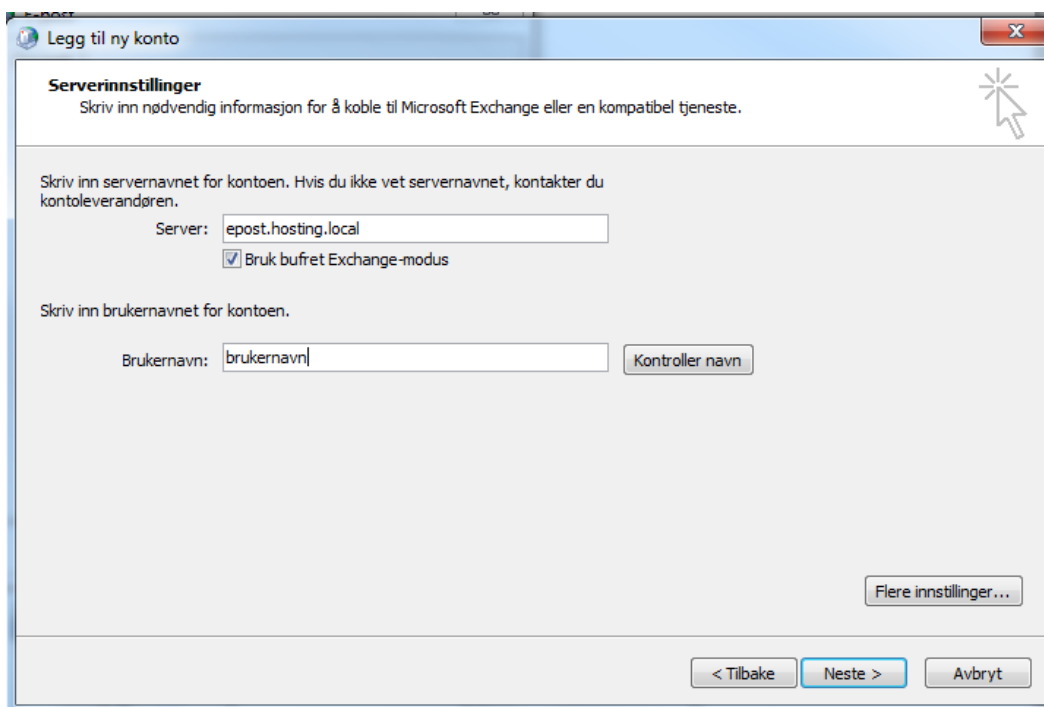 E-post
Legg til ny konto
Serverinnstillinger
Skriv inn nødvendig informasjon for å koble til Microsoft Exchange eller en kompatibel tjeneste.
Skriv inn servernavnet for kontoen. Hvis du ikke vet servernavnet, kontakter du
kontoleverandøren.
Server: epost.hosting.local
Bruk bufret Exchange-modus
Skriv inn brukernavnet for kontoen.
Brukernavn: brukernavn Kontroller navn
Flere innstillinger...
< Tilbake Neste > Avbryt